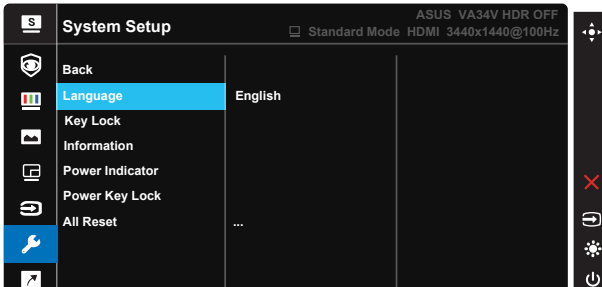 S
System Setup
ASUS VA34V HDR OFF
Standard Mode HDMI 3440x1440@100Hz
Back
Language English
Key Lock
Information
Power Indicator
Power Key Lock
All Reset ...